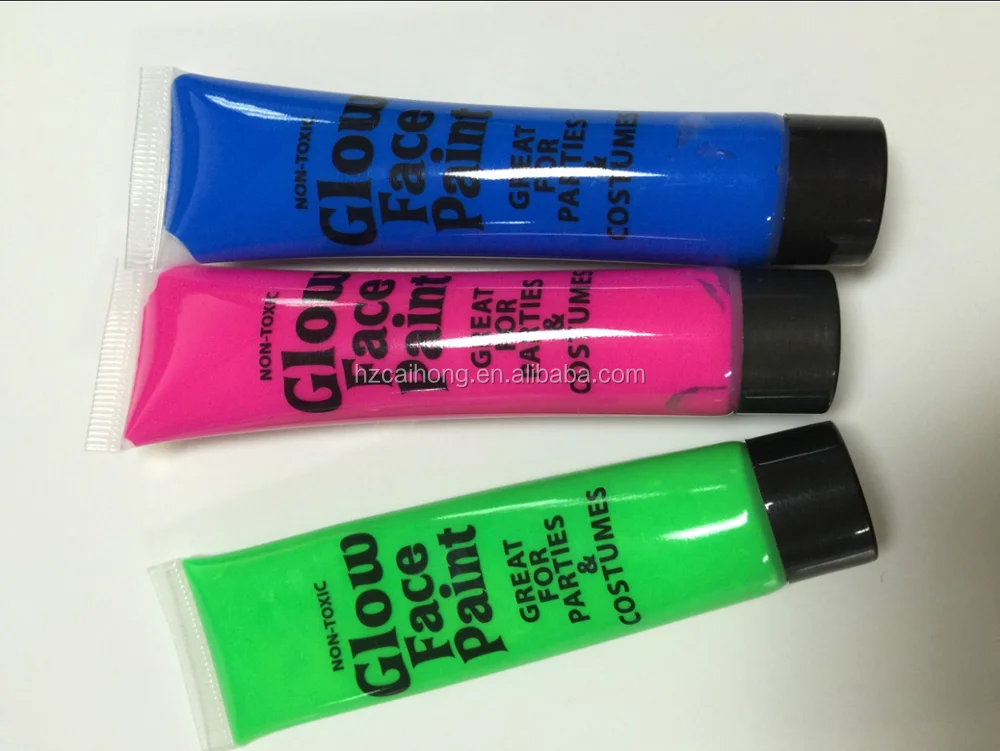 NON-TOXIC
Glow
Face
Paint
GREAT
FOR
PARTIES
&
COSTUMES
NON-TOXIC
Glow
Face
Paint
GREAT
FOR
PARTIES
&
COSTUMES
hzcaihong.en.alibaba.com
NON-TOXIC
Glow
Face
Paint
GREAT
FOR
PARTIES
&
COSTUMES